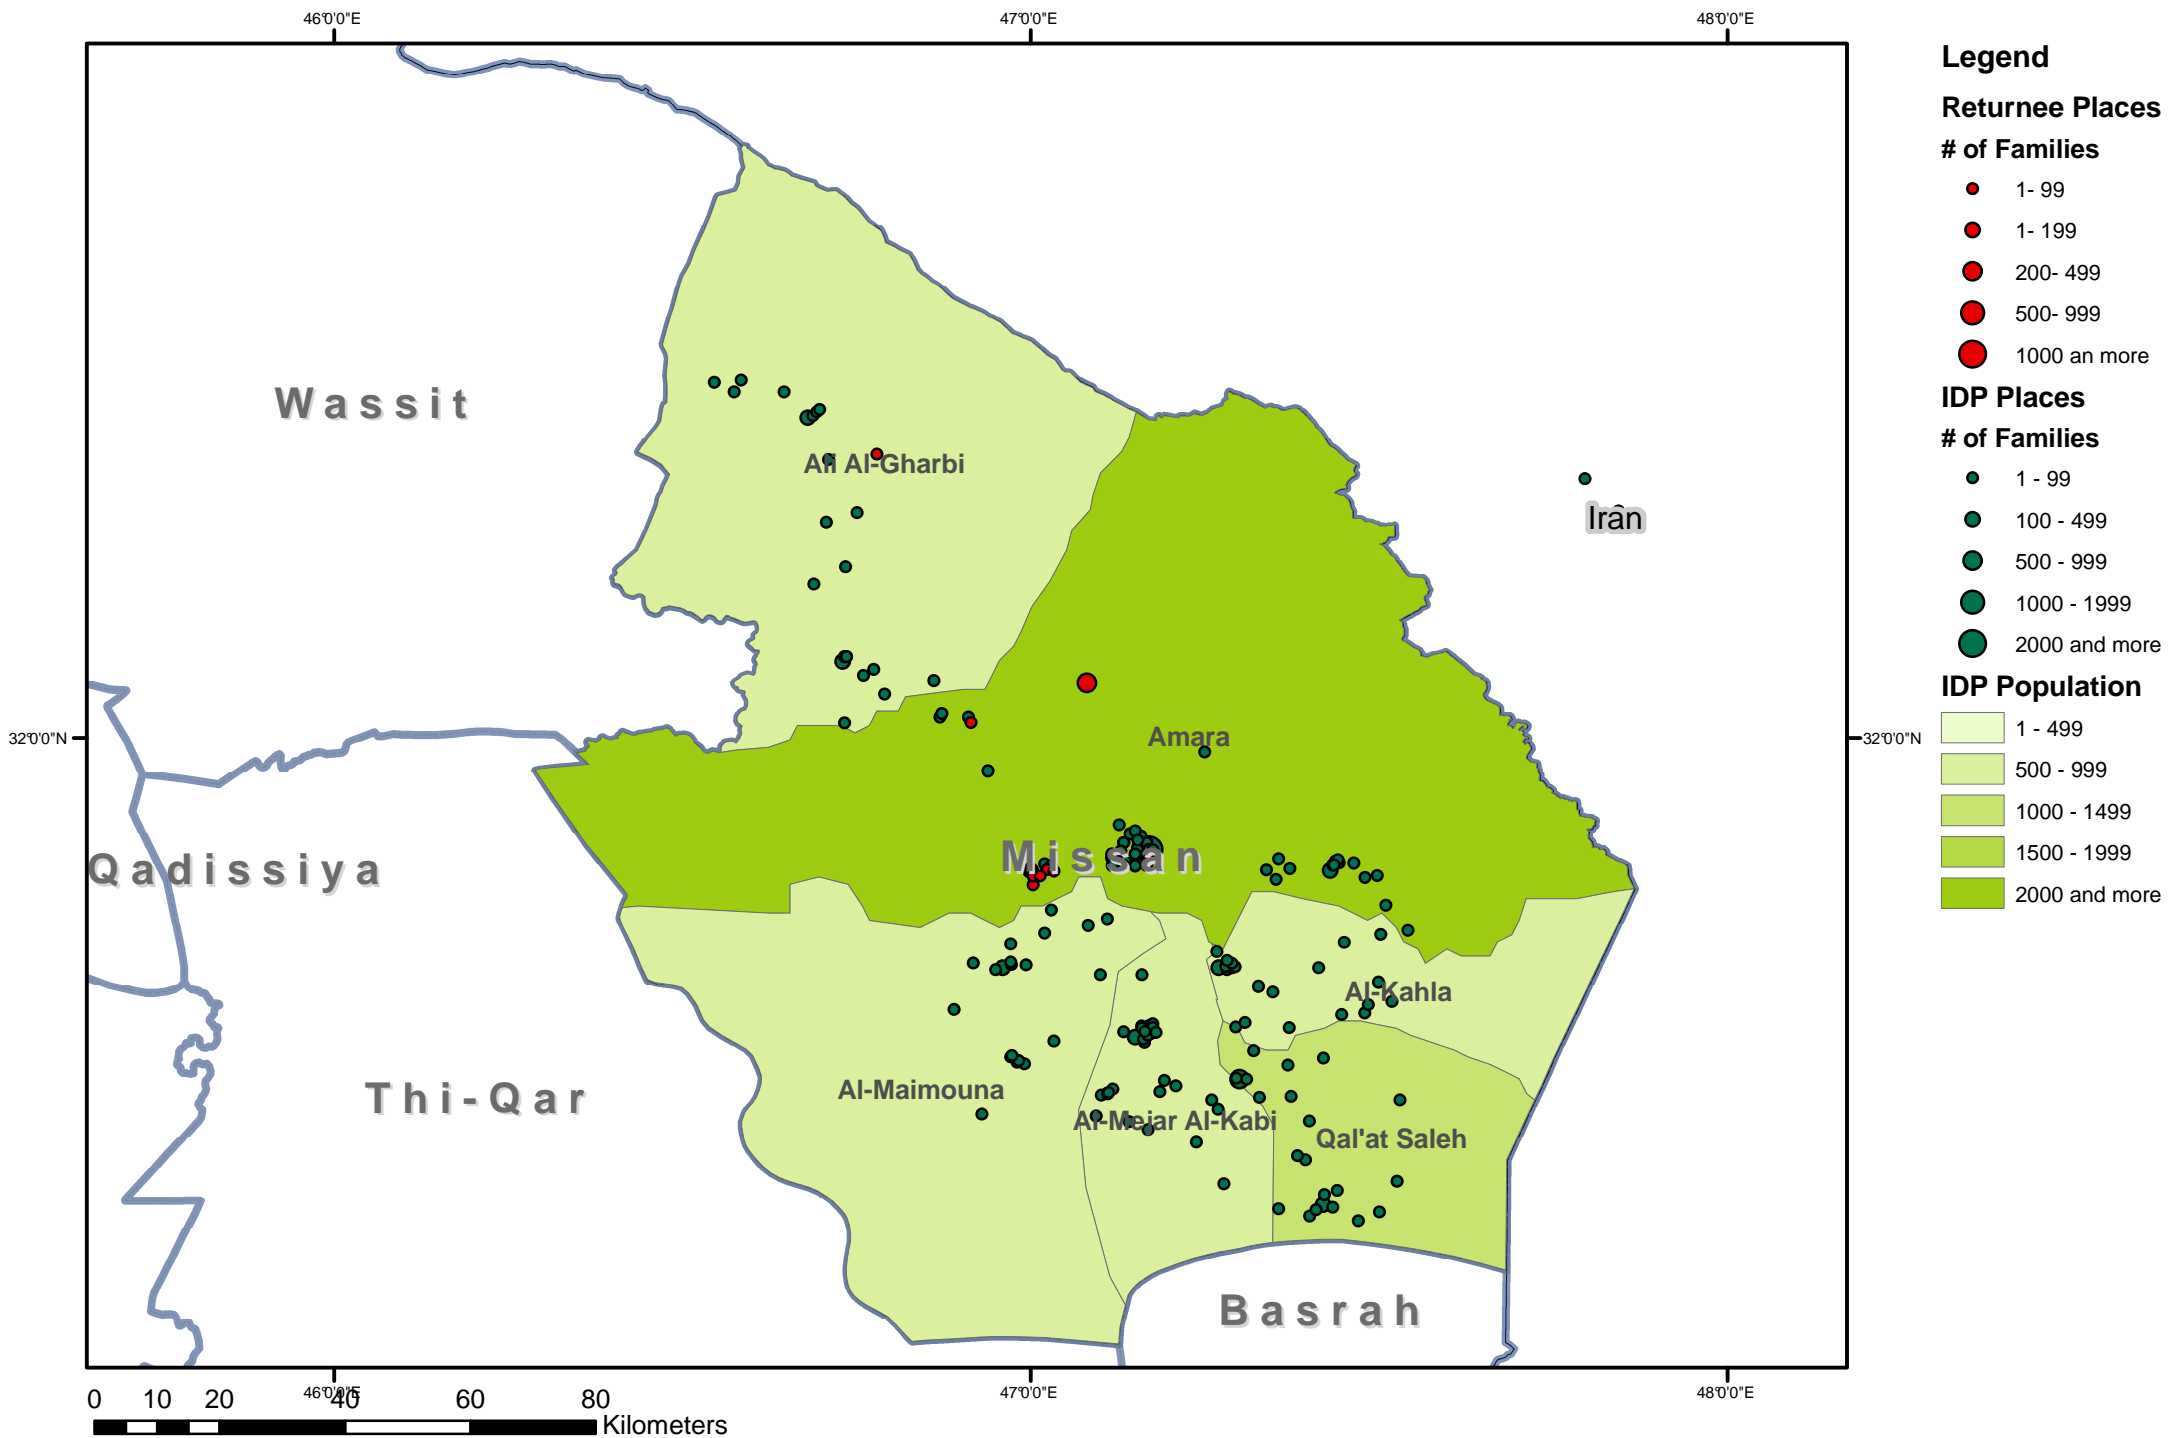 46°0'0"E
47°0'0"E
48°0'0"E
Legend
Returnee Places
# of Families
1- 99
1- 199
200- 499
500- 999
1000 an more
IDP Places
# of Families
1 - 99
100 - 499
500 - 999
1000 - 1999
2000 and more
IDP Population
1 - 499
500 - 999
1000 - 1499
1500 - 1999
2000 and more
Wassit
Ali Al-Gharbi
Iran
32°0'0"N
Amara
32°0'0"N
Missan
Qadissiya
Al-Kahla
Thi-Qar
Al-Maimouna
Al-Mejar Al-Kabi
Qal'at Saleh
Basrah
46°0'0"E
47°0'0"E
48°0'0"E
0 10 20 40 60 80
Kilometers